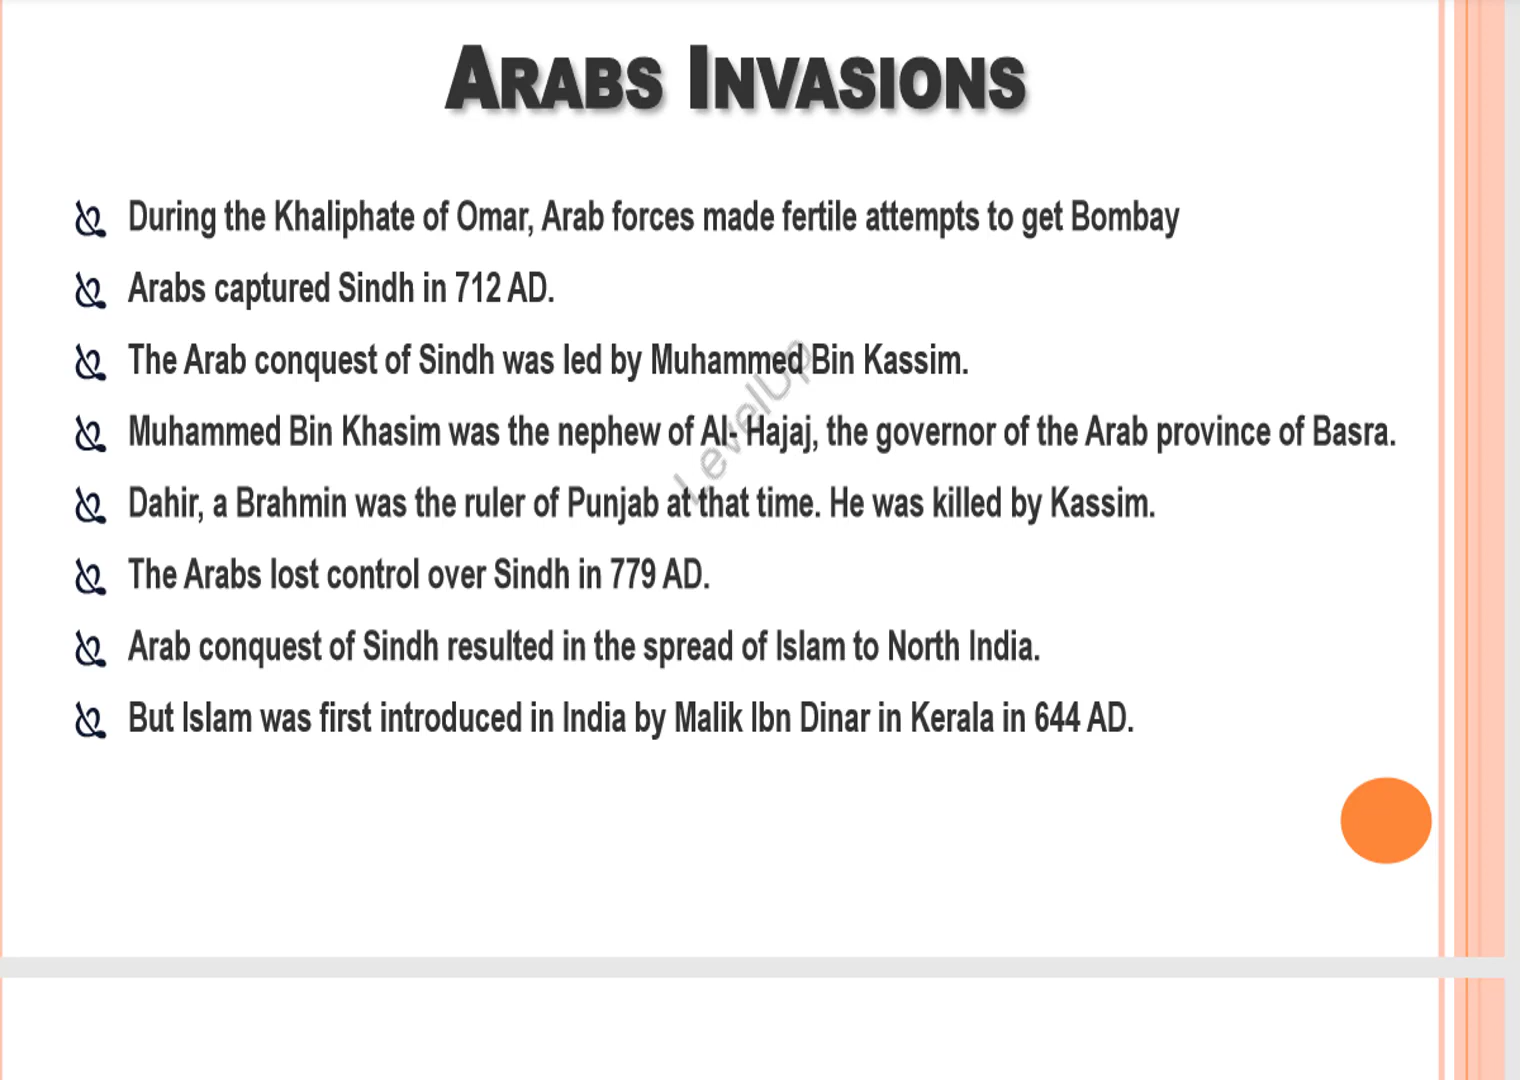 ARABS INVASIONS
During the Khaliphate of Omar, Arab forces made fertile attempts to get Bombay
Arabs captured Sindh in 712 AD.
The Arab conquest of Sindh was led by Muhammed Bin Kassim.
Muhammed Bin Khasim was the nephew of Al- Hajaj, the governor of the Arab province of Basra.
Dahir, a Brahmin was the ruler of Punjab at that time. He was killed by Kassim.
The Arabs lost control over Sindh in 779 AD.
Arab conquest of Sindh resulted in the spread of Islam to North India.
But Islam was first introduced in India by Malik Ibn Dinar in Kerala in 644 AD.
LevelUp